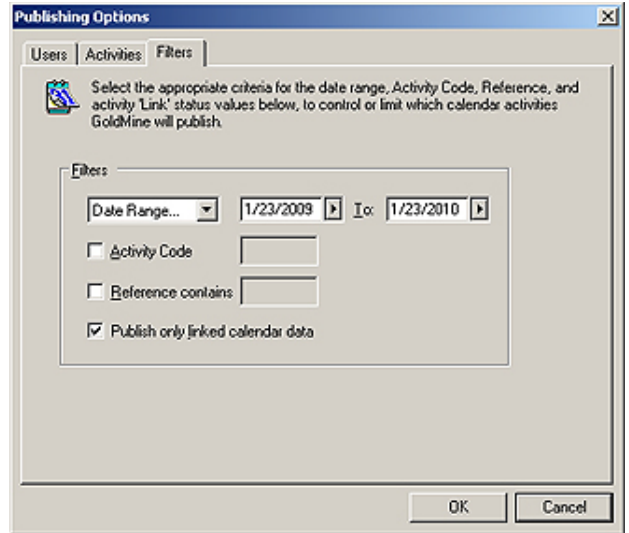 Publishing Options
Users Activities Filters
Select the appropriate criteria for the date range, Activity Code, Reference, and
activity 'Link' status values below, to control or limit which calendar activities
GoldMine will publish.
Filters
Date Range... 1/23/2009 To: 1/23/2010
Activity Code
Reference contains
Publish only linked calendar data
OK Cancel